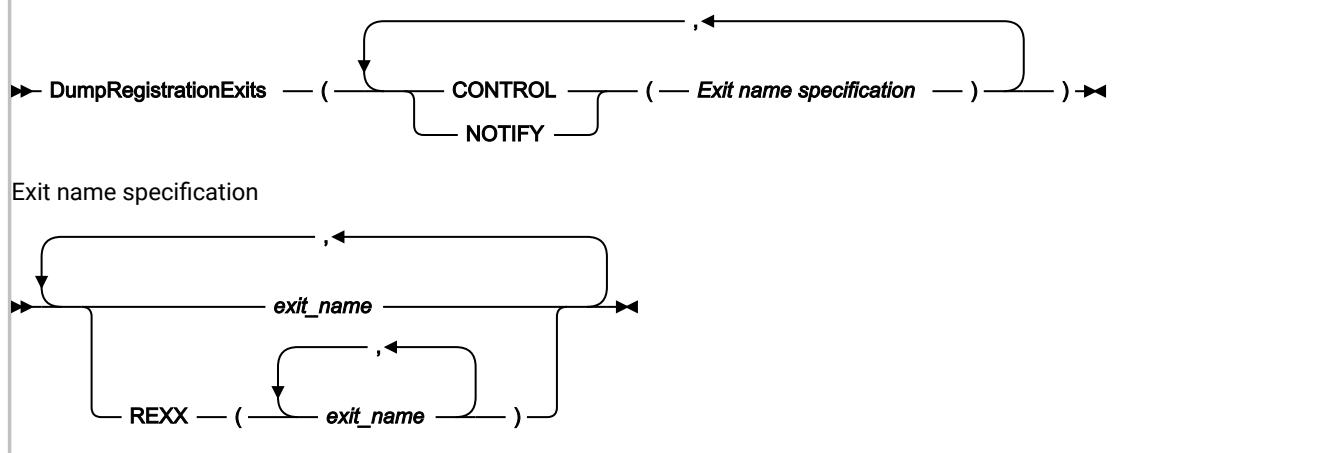 ,
DumpRegistrationExits ( CONTROL ( Exit name specification ) )
NOTIFY
Exit name specification
,
exit_name
,
REXX ( exit_name )